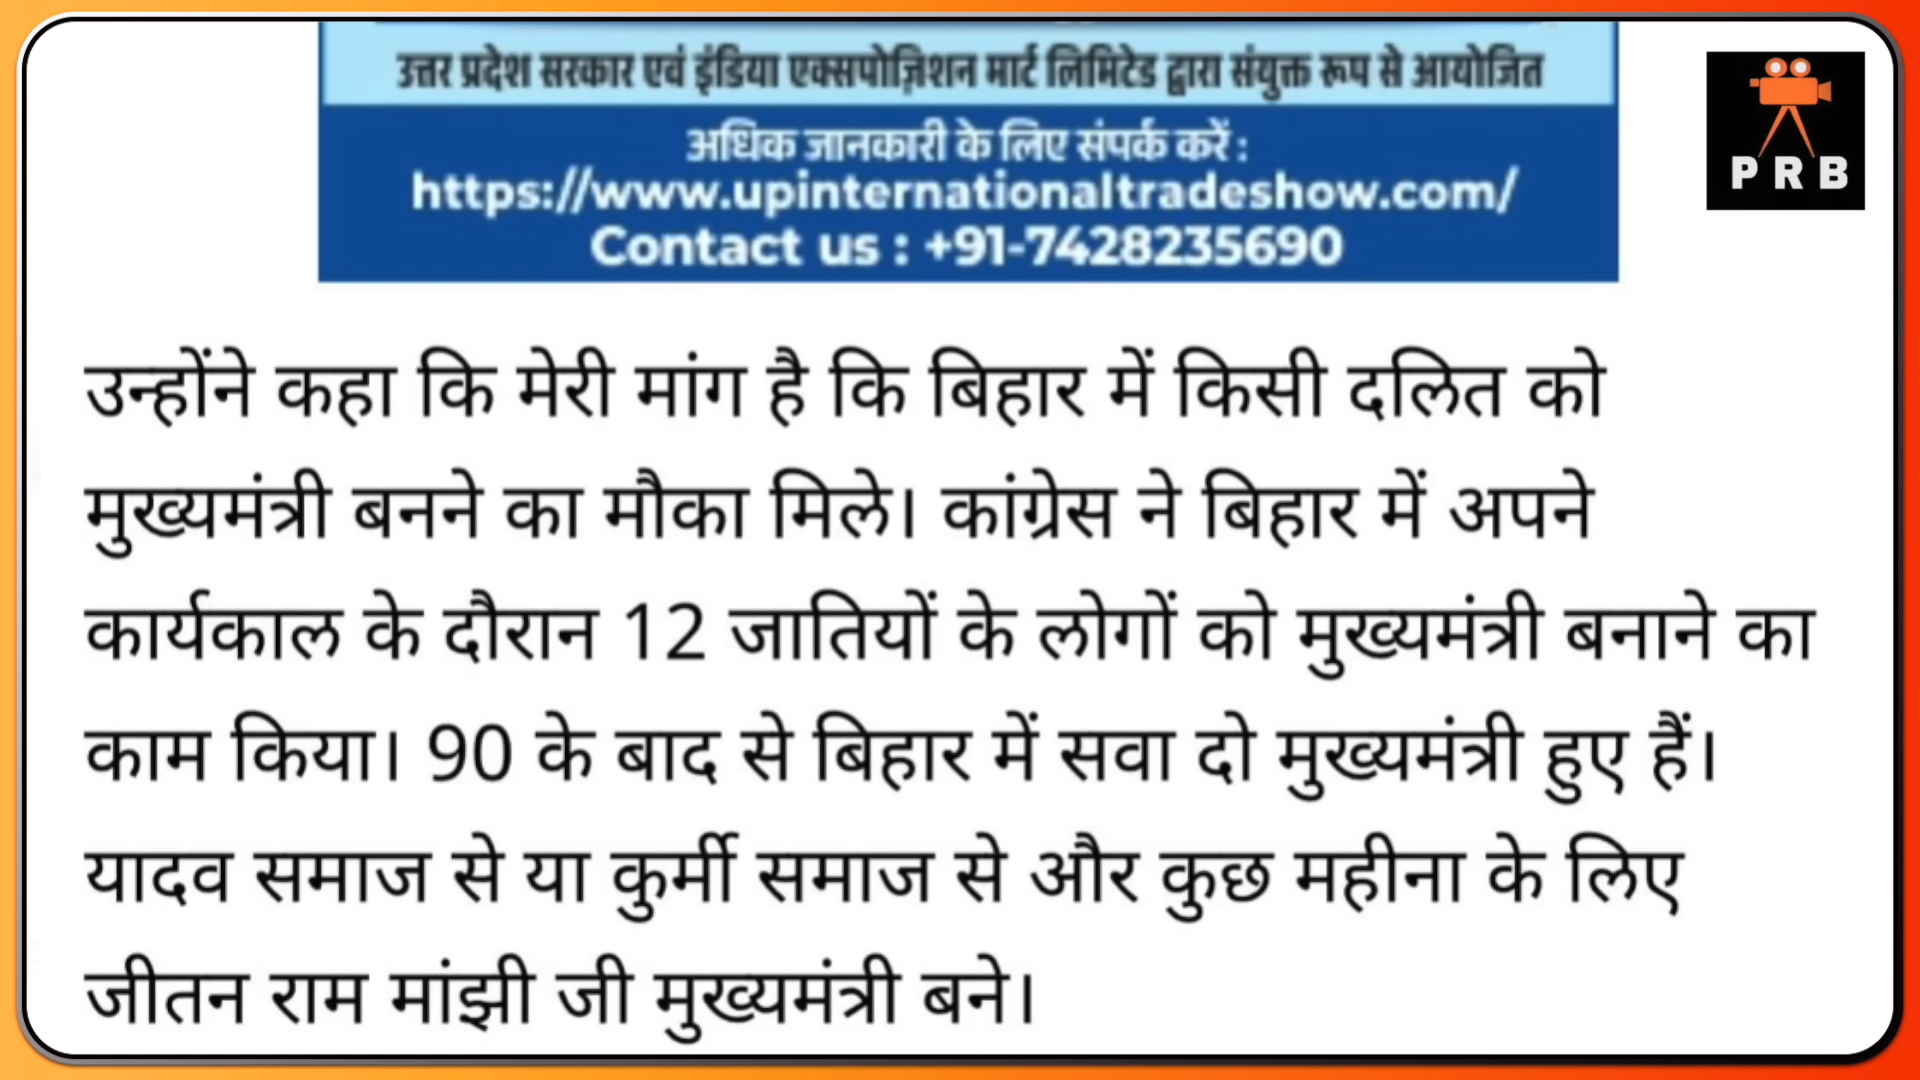 उत्तर प्रदेश सरकार एवं इंडिया एक्सपोज़िशन मार्ट लिमिटेड द्वारा संयुक्त रूप से आयोजित
अधिक जानकारी के लिए संपर्क करें :
https://www.upinternationaltradeshow.com/
Contact us : +91-7428235690
PRB
उन्होंने कहा कि मेरी मांग है कि बिहार में किसी दलित को
मुख्यमंत्री बनने का मौका मिले। कांग्रेस ने बिहार में अपने
कार्यकाल के दौरान 12 जातियों के लोगों को मुख्यमंत्री बनाने का
काम किया। 90 के बाद से बिहार में सवा दो मुख्यमंत्री हुए हैं।
यादव समाज से या कुर्मी समाज से और कुछ महीना के लिए
जीतन राम मांझी जी मुख्यमंत्री बने।